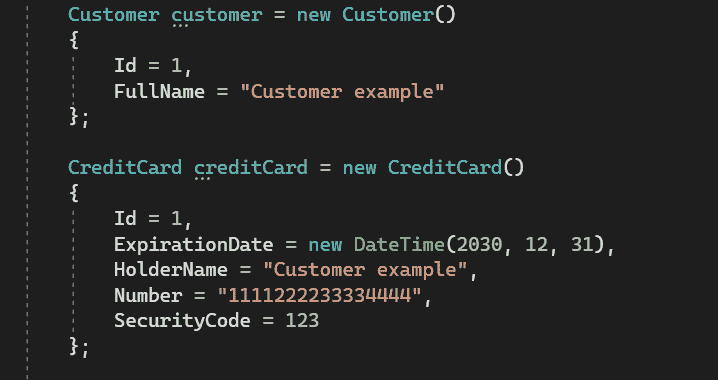 Customer customer = new Customer()
{
    Id = 1,
    FullName = "Customer example"
};

CreditCard creditCard = new CreditCard()
{
    Id = 1,
    ExpirationDate = new DateTime(2030, 12, 31),
    HolderName = "Customer example",
    Number = "1111222233334444",
    SecurityCode = 123
};